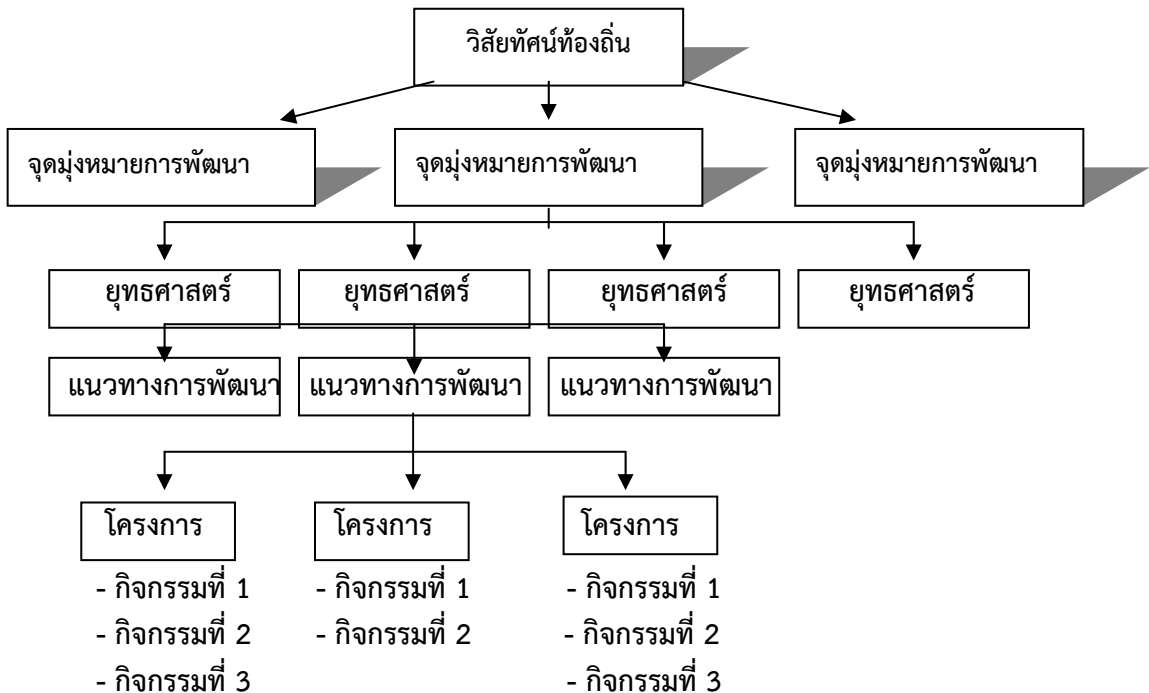 วิสัยทัศน์ท้องถิ่น
จุดมุ่งหมายการพัฒนา
จุดมุ่งหมายการพัฒนา
จุดมุ่งหมายการพัฒนา
ยุทธศาสตร์
ยุทธศาสตร์
ยุทธศาสตร์
ยุทธศาสตร์
แนวทางการพัฒนา
แนวทางการพัฒนา
แนวทางการพัฒนา
โครงการ
- กิจกรรมที่ 1
- กิจกรรมที่ 2
- กิจกรรมที่ 3
โครงการ
- กิจกรรมที่ 1
- กิจกรรมที่ 2
โครงการ
- กิจกรรมที่ 1
- กิจกรรมที่ 2
- กิจกรรมที่ 3